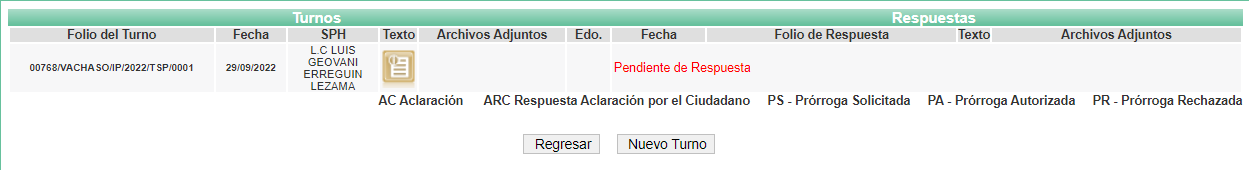 Turnos Respuestas
Folio del Turno Fecha SPH Texto Archivos Adjuntos Edo. Fecha Folio de Respuesta Texto Archivos Adjuntos
00768/VACHASO/IP/2022/TSP/0001 29/09/2022 L.C LUIS
GEOVANI
ERREGUIN
LEZAMA
Pendiente de Respuesta
AC Aclaración ARC Respuesta Aclaración por el Ciudadano PS - Prórroga Solicitada PA - Prórroga Autorizada PR - Prórroga Rechazada
Regresar Nuevo Turno